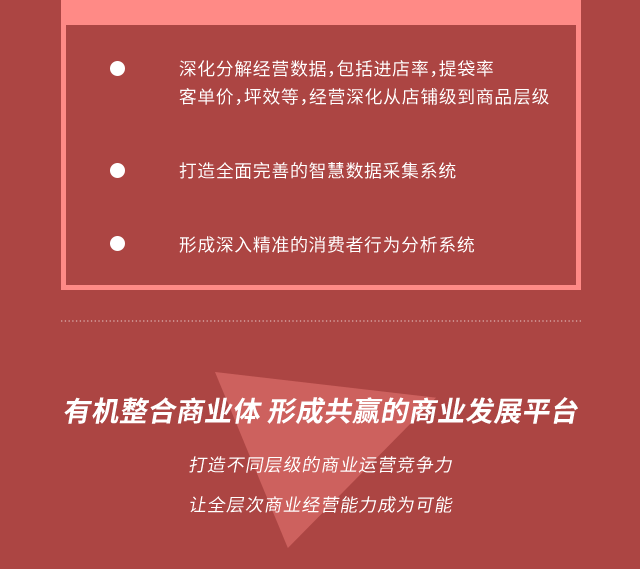 深化分解经营数据，包括进店率，提袋率
客单价，坪效等，经营深化从店铺级到商品层级
打造全面完善的智慧数据采集系统
形成深入精准的消费者行为分析系统
有机整合商业体 形成共赢的商业发展平台
打造不同层级的商业运营竞争力
让全层次商业经营能力成为可能